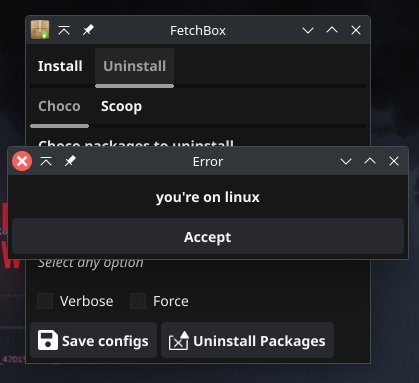 FetchBox
Install Uninstall
Choco Scoop
Choco packages to uninstall
Error
you're on linux
Accept
Select any option
Verbose Force
Save configs Uninstall Packages